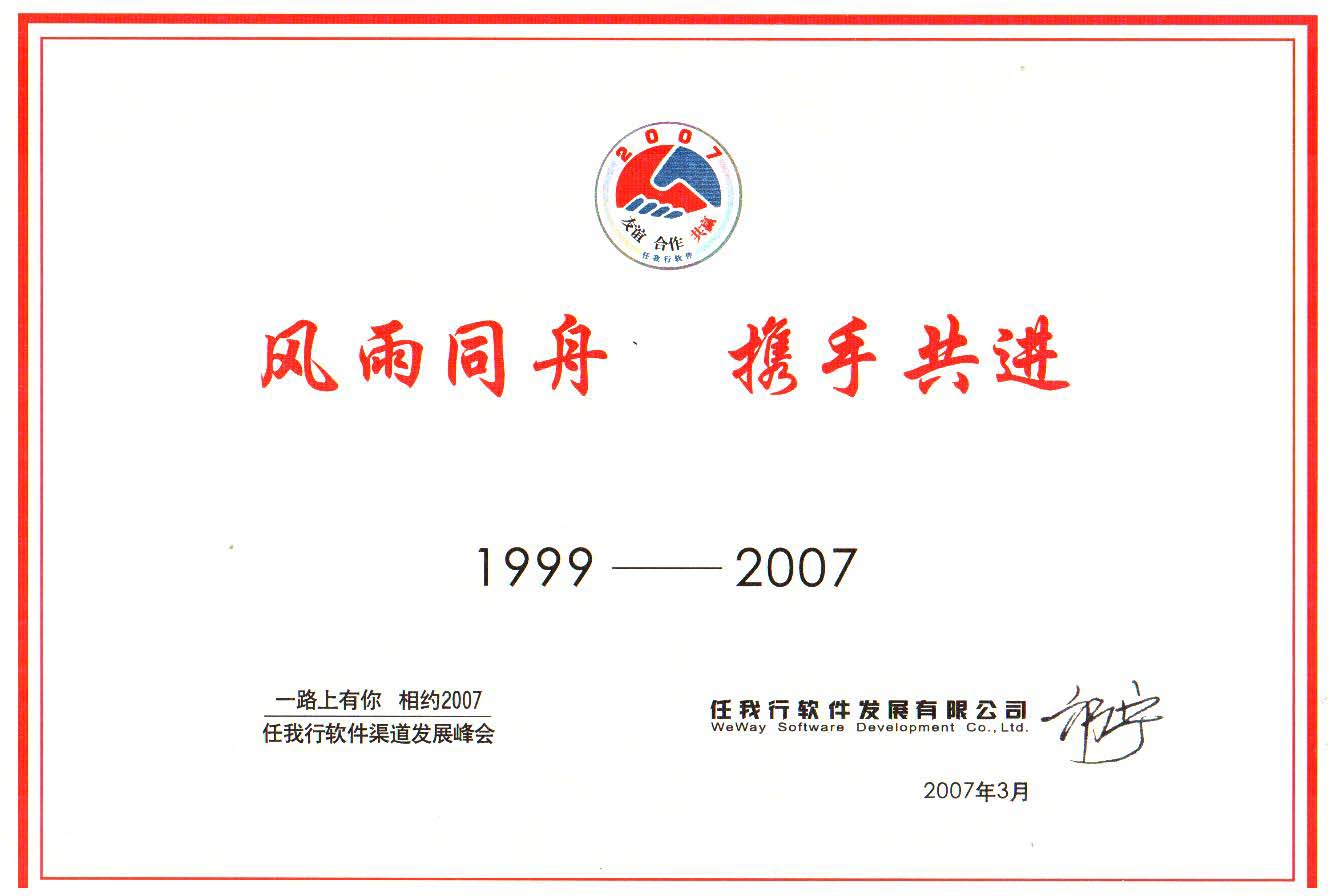 2007
友谊 合作 共赢
任我行软件
风雨同舟 携手共进
1999——2007
一路上有你 相约2007
任我行软件渠道发展峰会
任我行软件发展有限公司
WeWay Software Development Co.,Ltd.
2007年3月